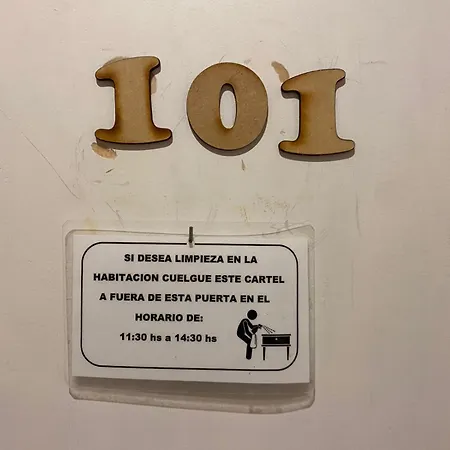 101
SI DESEA LIMPIEZA EN LA
HABITACION CUELGUE ESTE CARTEL
A FUERA DE ESTA PUERTA EN EL
HORARIO DE:
11:30 hs a 14:30 hs